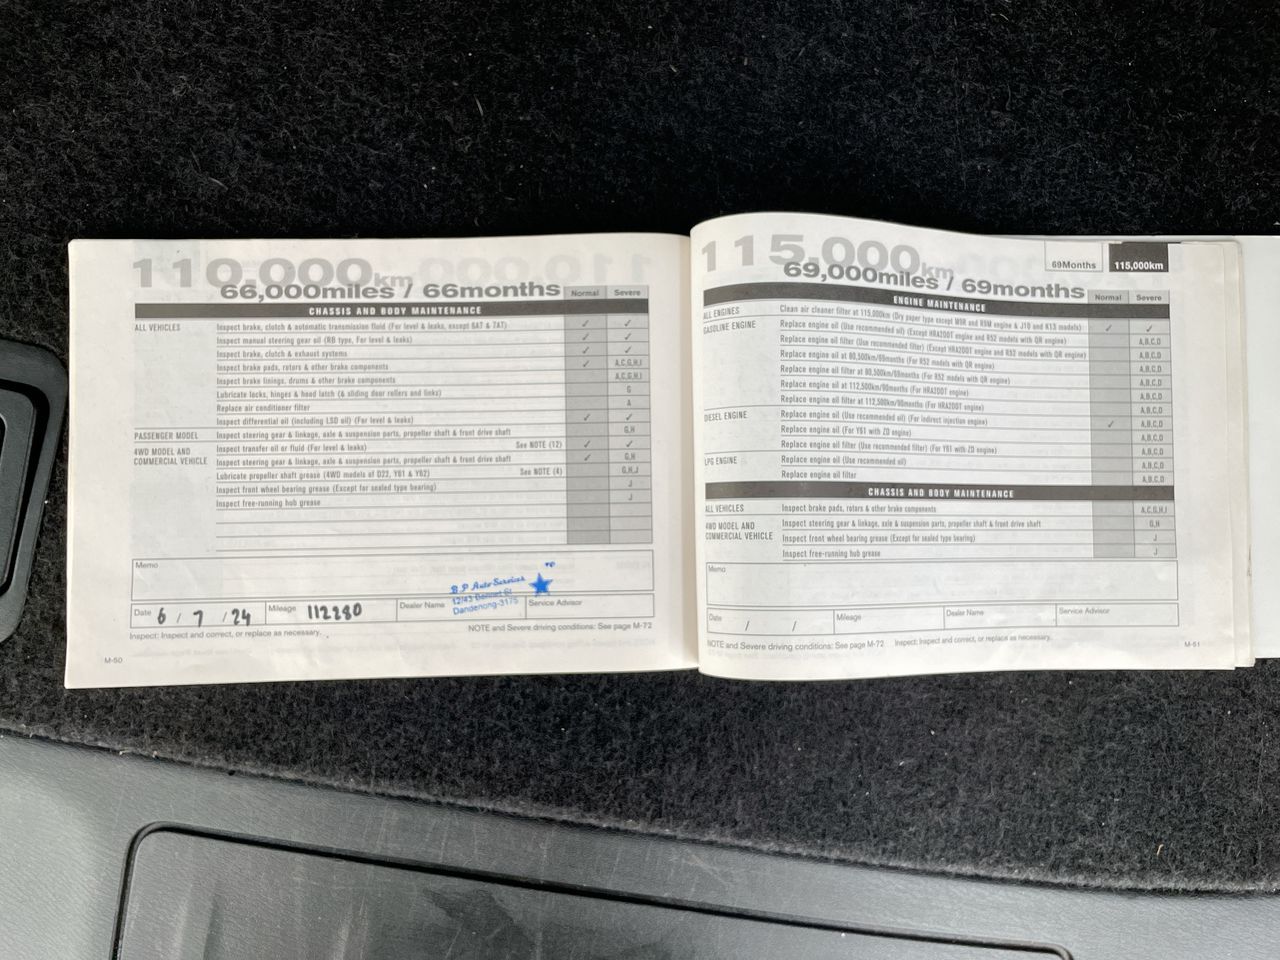 110,000km
66,000miles / 66months
Normal Severe
CHASSIS AND BODY MAINTENANCE
ALL VEHICLES Inspect brake, clutch & automatic transmission fluid (For level & leaks, except 6AT & 7AT) ✓ ✓
Inspect manual steering gear oil (RB type, For level & leaks) ✓ ✓
Inspect brake, clutch & exhaust systems ✓ ✓
Inspect brake pads, rotors & other brake components ✓ A,C,G,H,I
Inspect brake linings, drums & other brake components A,C,G,H,I
Lubricate locks, hinges & hood latch (& sliding door rollers and links) G
Replace air conditioner filter A
Inspect differential oil (including LSD oil) (For level & leaks) ✓ ✓
PASSENGER MODEL Inspect steering gear & linkage, axle & suspension parts, propeller shaft & front drive shaft G,H
4WD MODEL AND COMMERCIAL VEHICLE Inspect transfer oil or fluid (For level & leaks) See NOTE (12) ✓ ✓
Inspect steering gear & linkage, axle & suspension parts, propeller shaft & front drive shaft ✓ G,H
Lubricate propeller shaft grease (4WD models of D22, Y61 & Y62) See NOTE (4) G,H,J
Inspect front wheel bearing grease (Except for sealed type bearing) J
Inspect free-running hub grease J
Memo
B P Auto Services
12/43 Bennet St
Dandenong-3175
Date 6 / 7 / 24 Mileage 112280 Dealer Name Service Advisor
Inspect: Inspect and correct, or replace as necessary. NOTE and Severe driving conditions: See page M-72
M-50
115,000km
69,000miles / 69months
69Months 115,000km
Normal Severe
ENGINE MAINTENANCE
ALL ENGINES Clean air cleaner filter at 115,000km (Dry paper type except M9R and R9M engine & J10 and K13 models) ✓ ✓
GASOLINE ENGINE Replace engine oil (Use recommended oil) (Except HRA2DDT engine and R52 models with QR engine) A,B,C,D
Replace engine oil filter (Use recommended filter) (Except HRA2DDT engine and R52 models with QR engine) A,B,C,D
Replace engine oil at 80,500km/69months (For R52 models with QR engine) A,B,C,D
Replace engine oil filter at 80,500km/69months (For R52 models with QR engine) A,B,C,D
Replace engine oil at 112,500km/90months (For HRA2DDT engine) A,B,C,D
Replace engine oil filter at 112,500km/90months (For HRA2DDT engine) A,B,C,D
DIESEL ENGINE Replace engine oil (Use recommended oil) (For indirect injection engine) ✓ A,B,C,D
Replace engine oil (For Y61 with ZD engine) A,B,C,D
Replace engine oil filter (Use recommended filter) (For Y61 with ZD engine) A,B,C,D
LPG ENGINE Replace engine oil (Use recommended oil) A,B,C,D
Replace engine oil filter A,B,C,D
CHASSIS AND BODY MAINTENANCE
ALL VEHICLES Inspect brake pads, rotors & other brake components A,C,G,H,I
4WD MODEL AND COMMERCIAL VEHICLE Inspect steering gear & linkage, axle & suspension parts, propeller shaft & front drive shaft G,H
Inspect front wheel bearing grease (Except for sealed type bearing) J
Inspect free-running hub grease J
Memo
Date / / Mileage Dealer Name Service Advisor
NOTE and Severe driving conditions: See page M-72 Inspect: Inspect and correct, or replace as necessary.
M-51